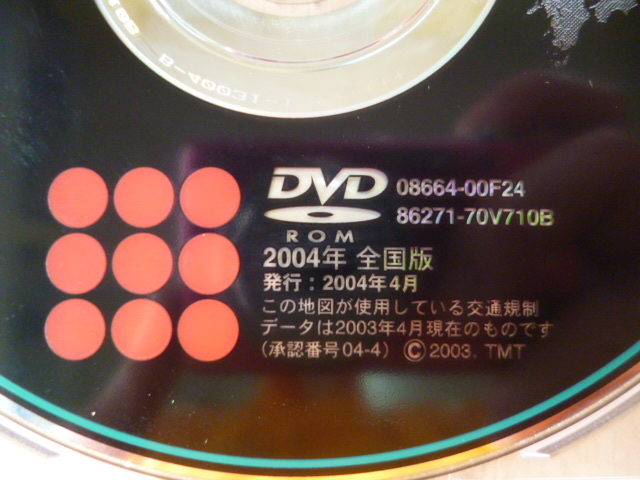 B-40031-1
DVD
ROM
08664-00F24
86271-70V710B
2004年 全国版
発行：2004年4月
この地図が使用している交通規制
データは2003年4月現在のものです
(承認番号04-4) © 2003. TMT